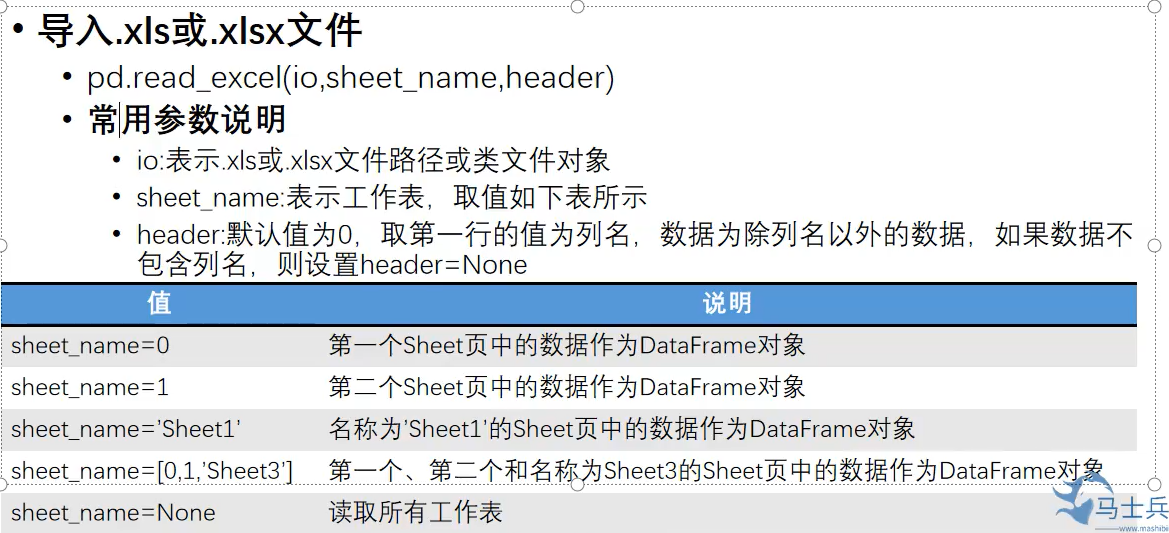 • 导入.xls或.xlsx文件
• pd.read_excel(io,sheet_name,header)
• 常用参数说明
• io:表示.xls或.xlsx文件路径或类文件对象
• sheet_name:表示工作表，取值如下表所示
• header:默认值为0，取第一行的值为列名，数据为除列名以外的数据，如果数据不
包含列名，则设置header=None
值 说明
sheet_name=0 第一个Sheet页中的数据作为DataFrame对象
sheet_name=1 第二个Sheet页中的数据作为DataFrame对象
sheet_name=’Sheet1’ 名称为’Sheet1’的Sheet页中的数据作为DataFrame对象
sheet_name=[0,1,’Sheet3’] 第一个、第二个和名称为Sheet3的Sheet页中的数据作为DataFrame对象
sheet_name=None 读取所有工作表
马士兵
www.mashibi